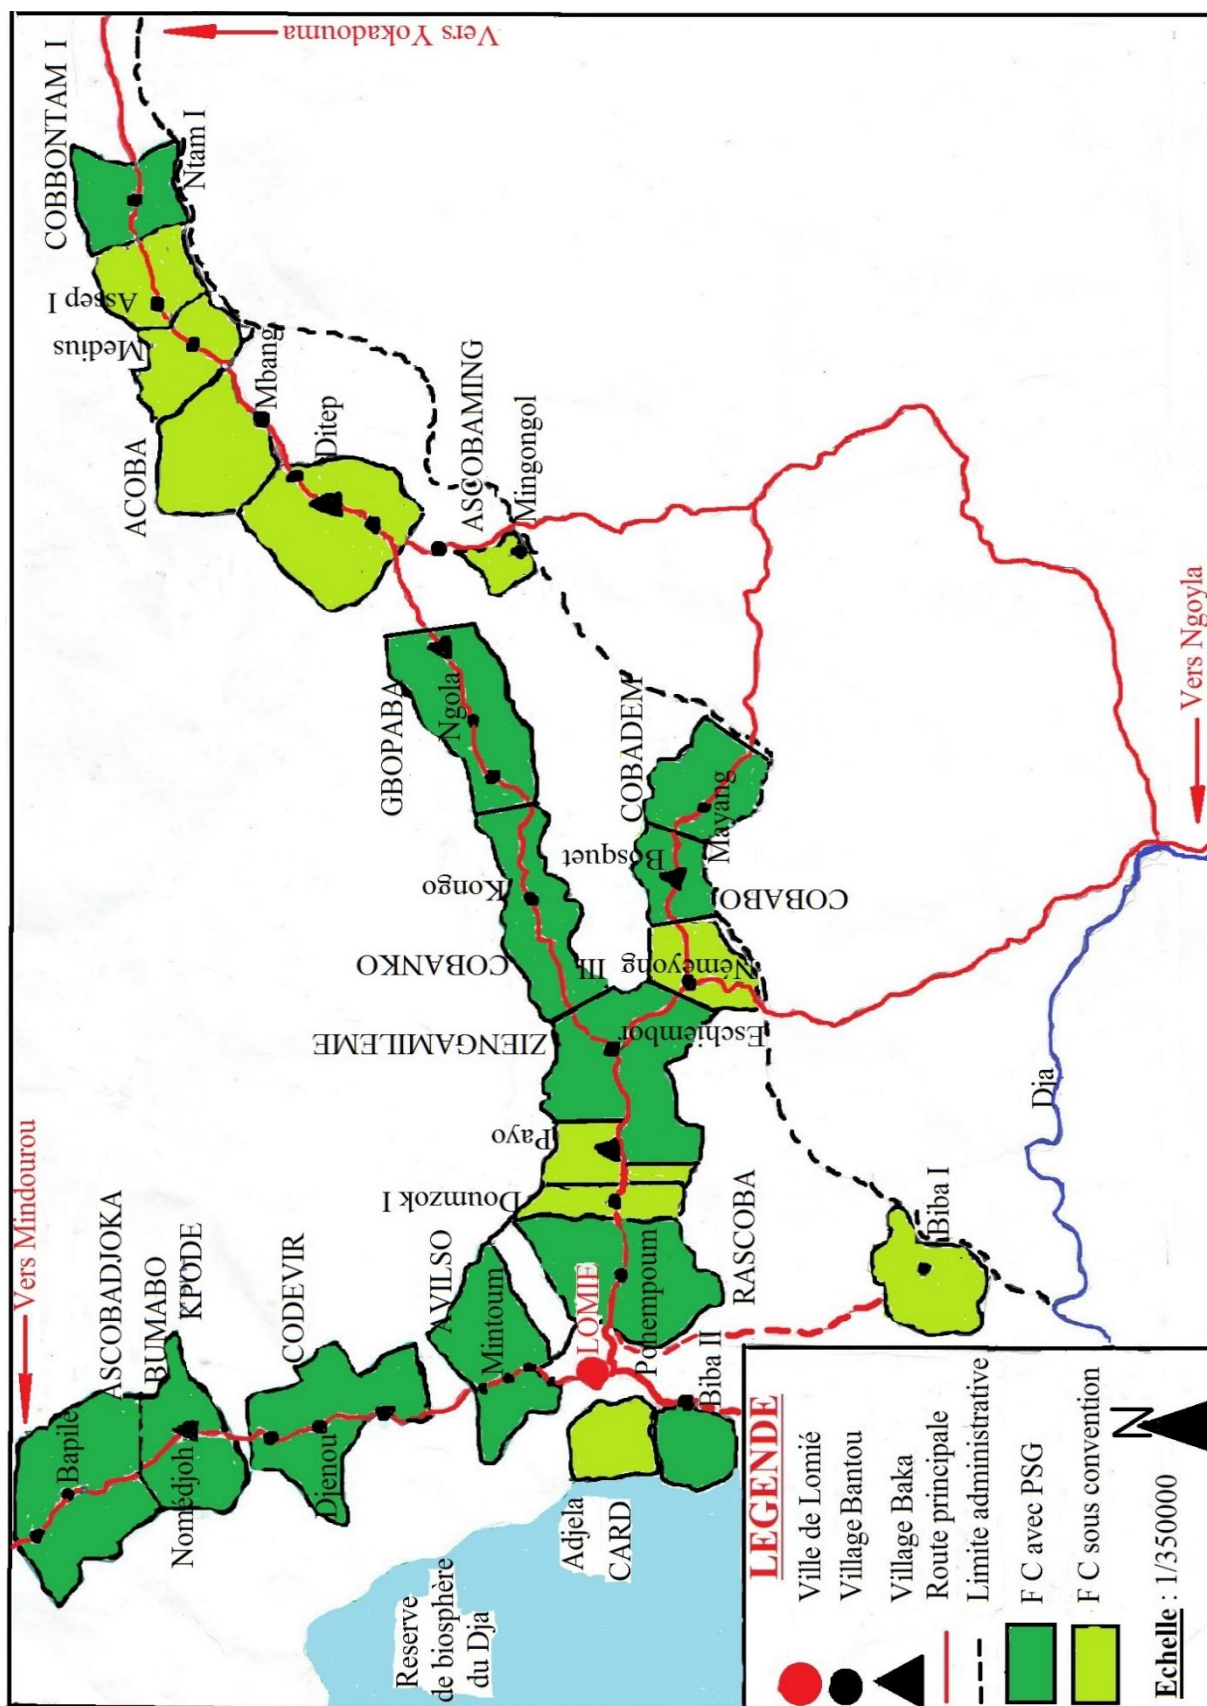 Vers Yokadouma
COBBONTAM I
Ntam I
Assep I
Medius
Mbang
ACOBA
Ditep
ASCOBAMING
Mingongol
GBOPABA
Ngola
COBADEM
Mayang
Bosquet
COBABO
Kongo
COBANKO
Némeyong
III
ZIENGAMILEME
Eschiembor
Payo
Doumzok I
RASCOBA
Ponempoum
Biba I
Dja
Vers Ngoyla
Vers Mindourou
ASCOBADJOKA
BUMABO
KPODE
Bapile
Nomédjoh
CODEVIR
Djenou
AVILSO
Mintoum
LOMIE
Biba II
Adjela
CARD
Reserve
de biosphère
du Dja
LEGENDE
Ville de Lomié
Village Bantou
Village Baka
Route principale
Limite administrative
F C avec PSG
F C sous convention
Echelle : 1/350000
N